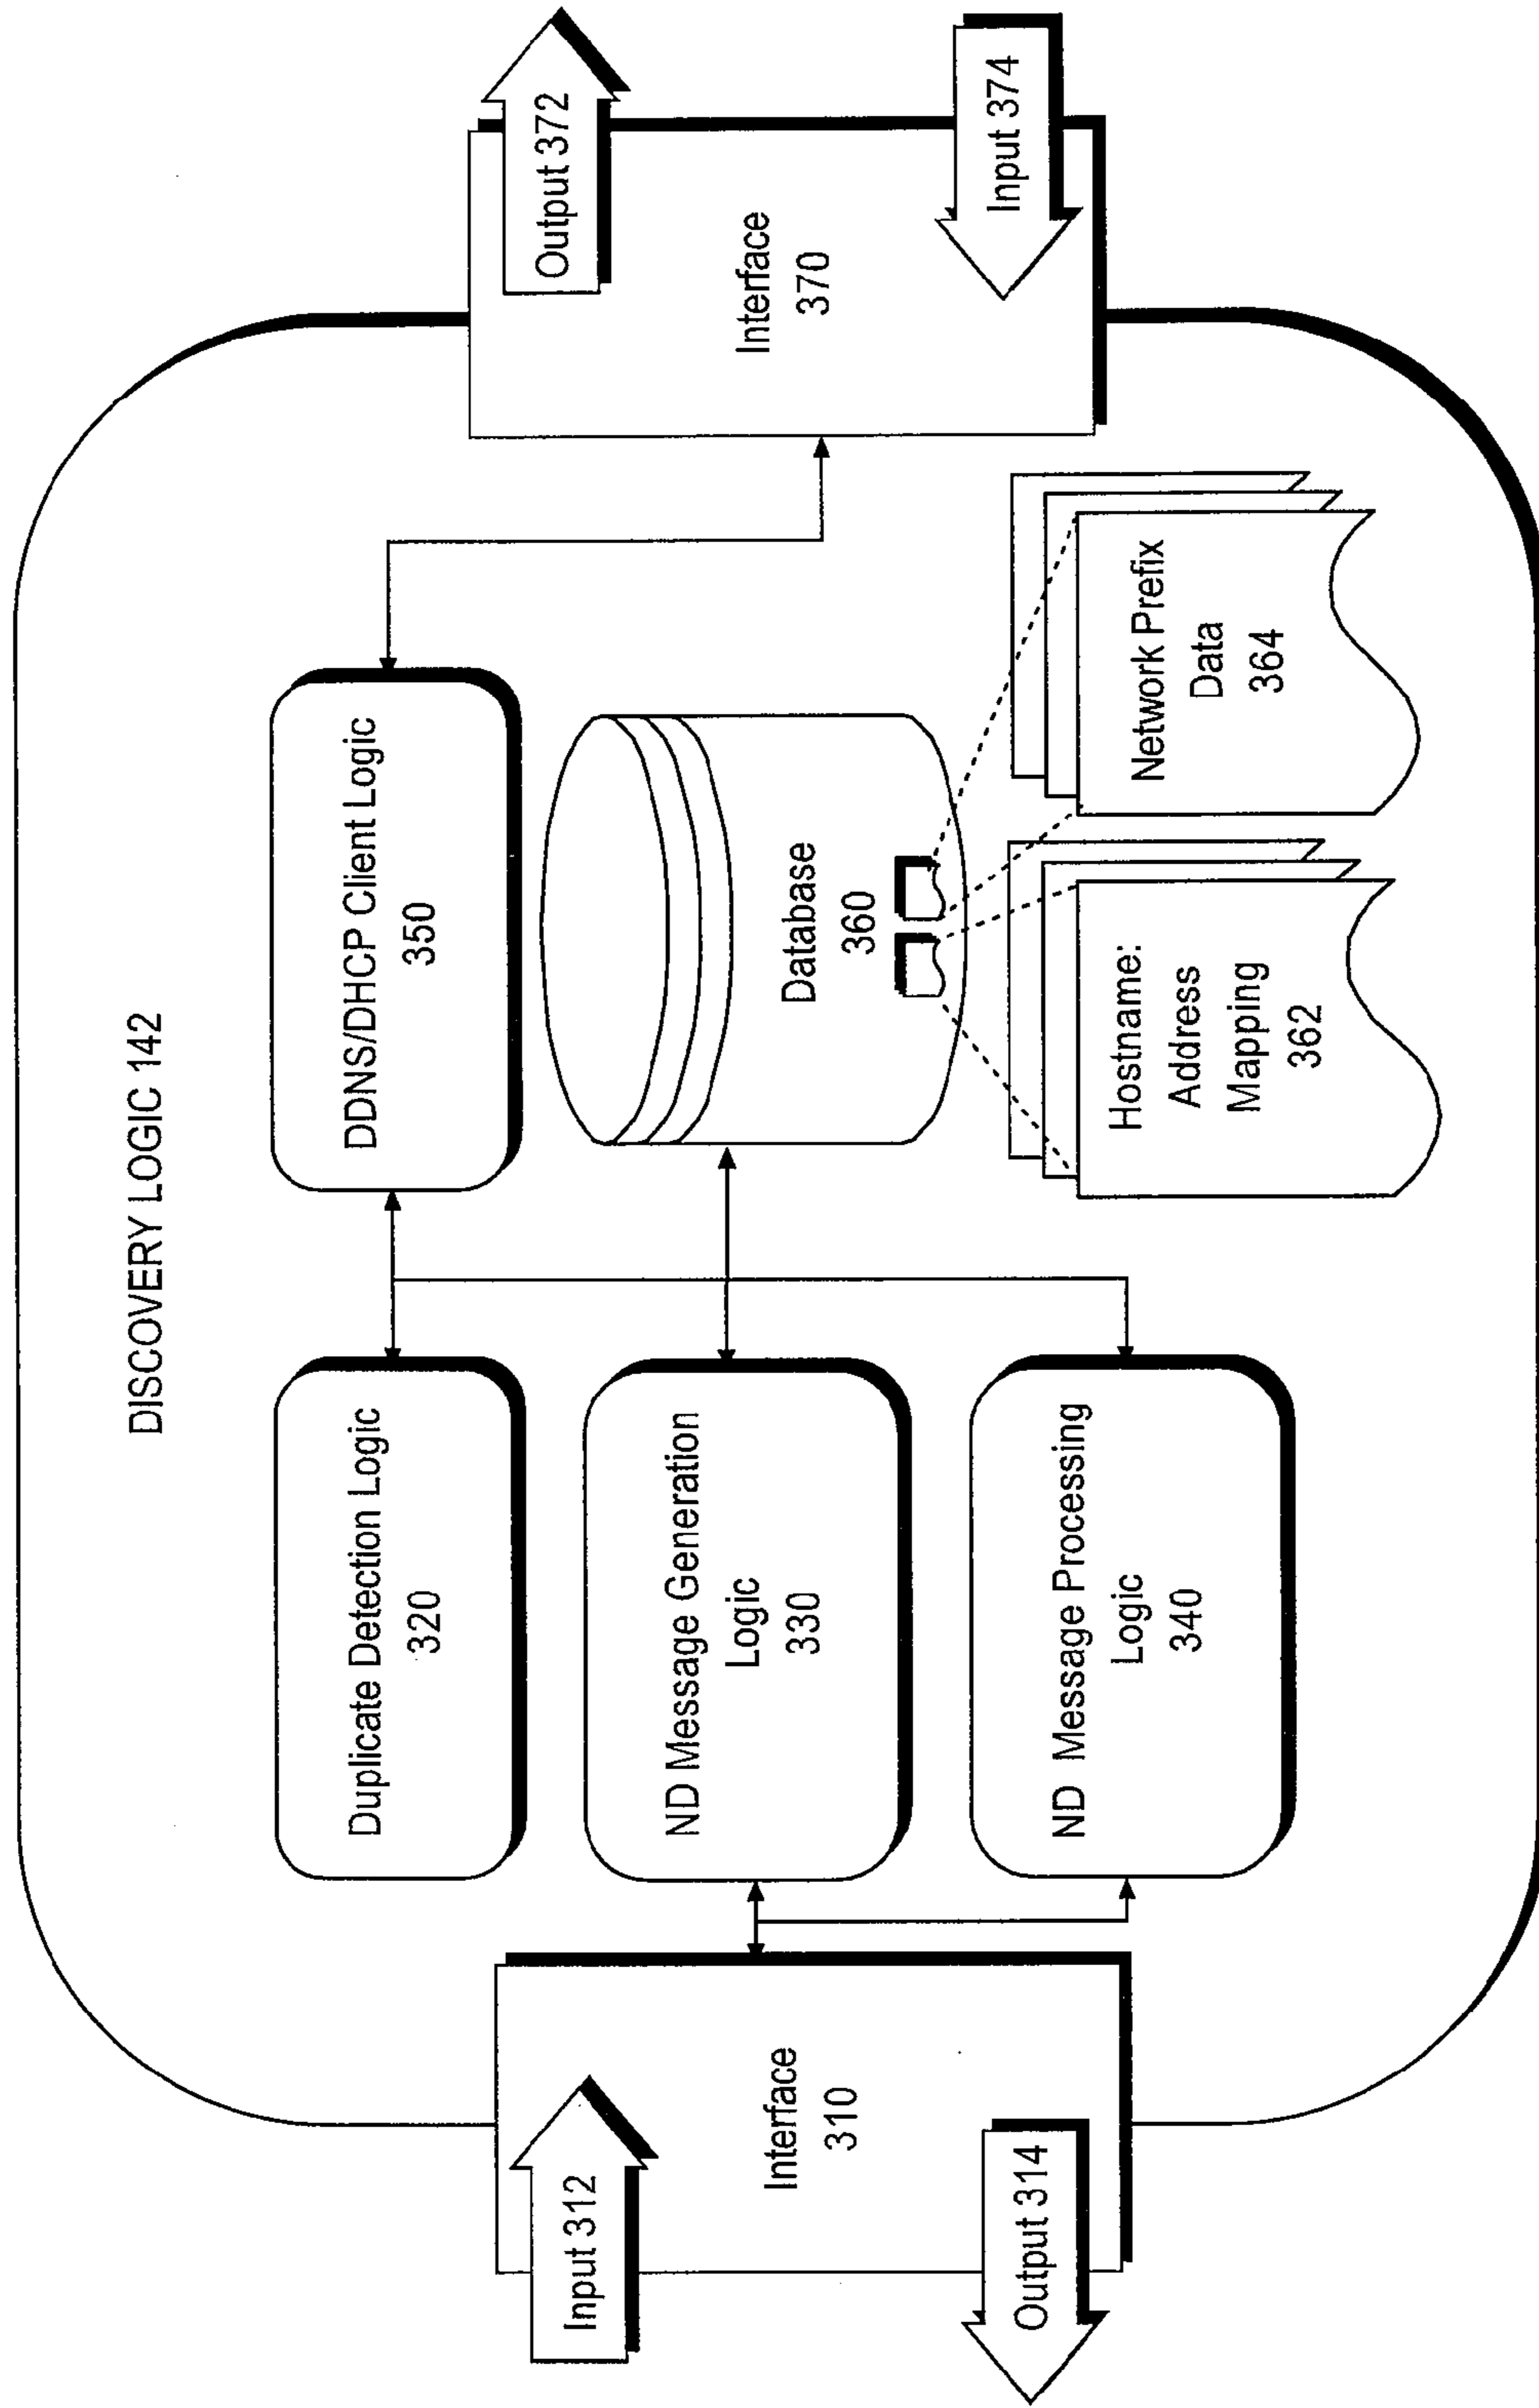 DISCOVERY LOGIC 142
Input 312
Interface
310
Output 314
Duplicate Detection Logic
320
ND Message Generation
Logic
330
ND Message Processing
Logic
340
DDNS/DHCP Client Logic
350
Database
360
Hostname:
Address
Mapping
362
Network Prefix
Data
364
Output 372
Interface
370
Input 374